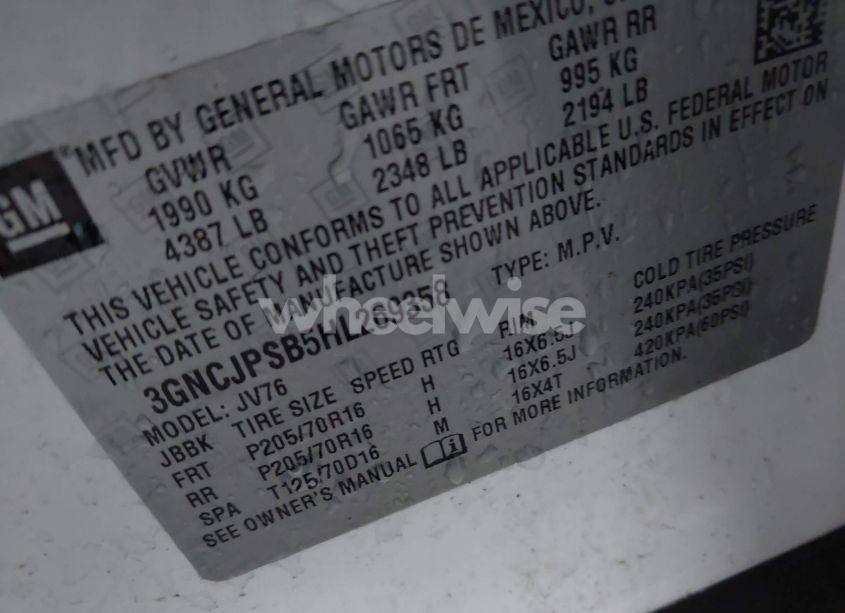 MFD BY GENERAL MOTORS DE MEXICO,
GVWR GAWR FRT GAWR RR
1990 KG 1065 KG 995 KG
4387 LB 2348 LB 2194 LB
THIS VEHICLE CONFORMS TO ALL APPLICABLE U.S. FEDERAL MOTOR
VEHICLE SAFETY AND THEFT PREVENTION STANDARDS IN EFFECT ON
THE DATE OF MANUFACTURE SHOWN ABOVE.
GM
wheelwise
3GNCJPSB5HL269358 TYPE: M.P.V.
MODEL: JV76
JBBK TIRE SIZE SPEED RTG RIM COLD TIRE PRESSURE
FRT P205/70R16 H 16X6.5J 240KPA(35PSI)
RR P205/70R16 H 16X6.5J 240KPA(35PSI)
SPA T125/70D16 M 16X4T 420KPA(60PSI)
SEE OWNER'S MANUAL FOR MORE INFORMATION.